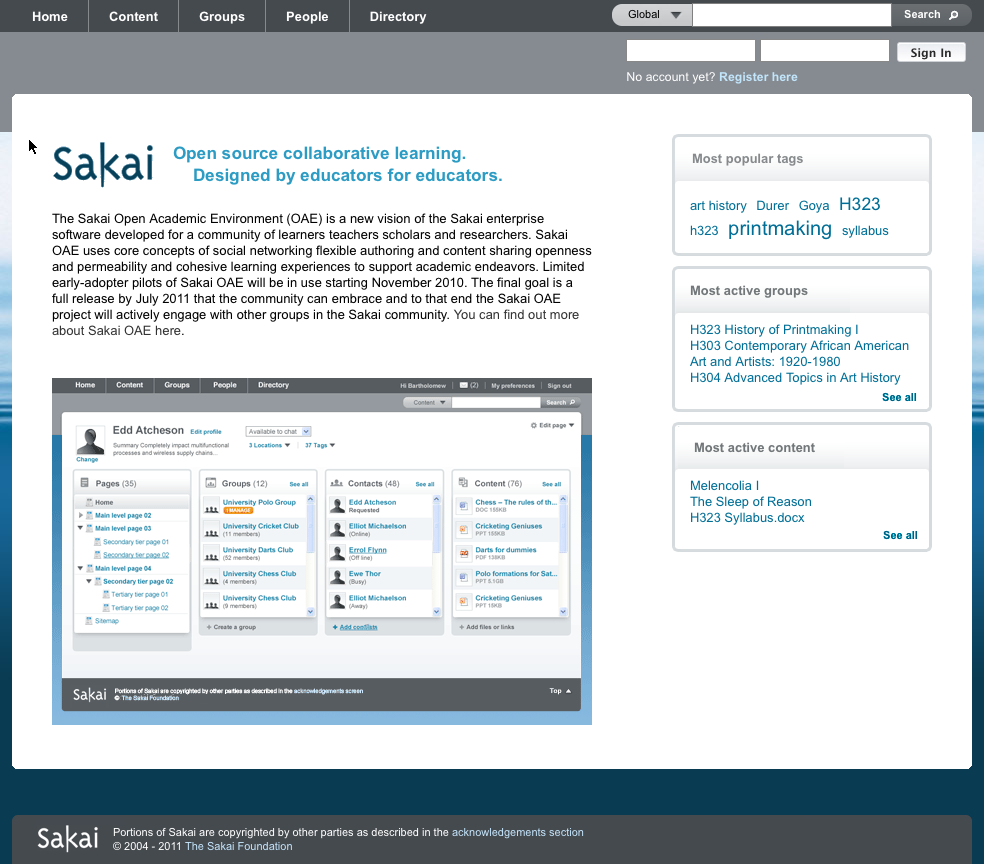 Home Content Groups People Directory Global Search
Sign In
No account yet? Register here
Sakai
Open source collaborative learning.
Designed by educators for educators.
The Sakai Open Academic Environment (OAE) is a new vision of the Sakai enterprise
software developed for a community of learners teachers scholars and researchers. Sakai
OAE uses core concepts of social networking flexible authoring and content sharing openness
and permeability and cohesive learning experiences to support academic endeavors. Limited
early-adopter pilots of Sakai OAE will be in use starting November 2010. The final goal is a
full release by July 2011 that the community can embrace and to that end the Sakai OAE
project will actively engage with other groups in the Sakai community. You can find out more
about Sakai OAE here.
Most popular tags
art history Durer Goya H323
h323 printmaking syllabus
Most active groups
H323 History of Printmaking I
H303 Contemporary African American
Art and Artists: 1920-1980
H304 Advanced Topics in Art History
See all
Most active content
Melencolia I
The Sleep of Reason
H323 Syllabus.docx
See all
Home Content Groups People Directory Hi Bartholomew (2) My preferences Sign out
Content Search
Edd Atcheson Edit profile Available to chat Edit page
Summary Completely impact multifunctional
processes and wireless supply chains...
3 Locations 37 Tags
Change
Pages (35)
Home
Main level page 02
Main level page 03
Secondary tier page 01
Secondary tier page 02
Main level page 04
Secondary tier page 02
Tertiary tier page 01
Tertiary tier page 02
Sitemap
Groups (12) See all
University Polo Group
1 MANAGE
University Cricket Club
(11 members)
University Darts Club
(52 members)
University Chess Club
(4 members)
University Chess Club
(9 members)
+ Create a group
Contacts (48) See all
Edd Atcheson
Requested
Elliot Michaelson
(Online)
Errol Flynn
(Off line)
Ewe Thor
(Busy)
Elliot Michaelson
(Away)
+ Add contacts
Content (76) See all
Chess – The rules of th...
DOC 155KB
Cricketing Geniuses
PPT 155KB
Darts for dummies
PDF 138KB
Polo formations for Sat...
PPT 5.1GB
Cricketing Geniuses
PPT 15KB
+ Add files or links
Sakai
Portions of Sakai are copyrighted by other parties as described in the acknowledgements screen
© The Sakai Foundation
Top
Sakai
Portions of Sakai are copyrighted by other parties as described in the acknowledgements section
© 2004 - 2011 The Sakai Foundation